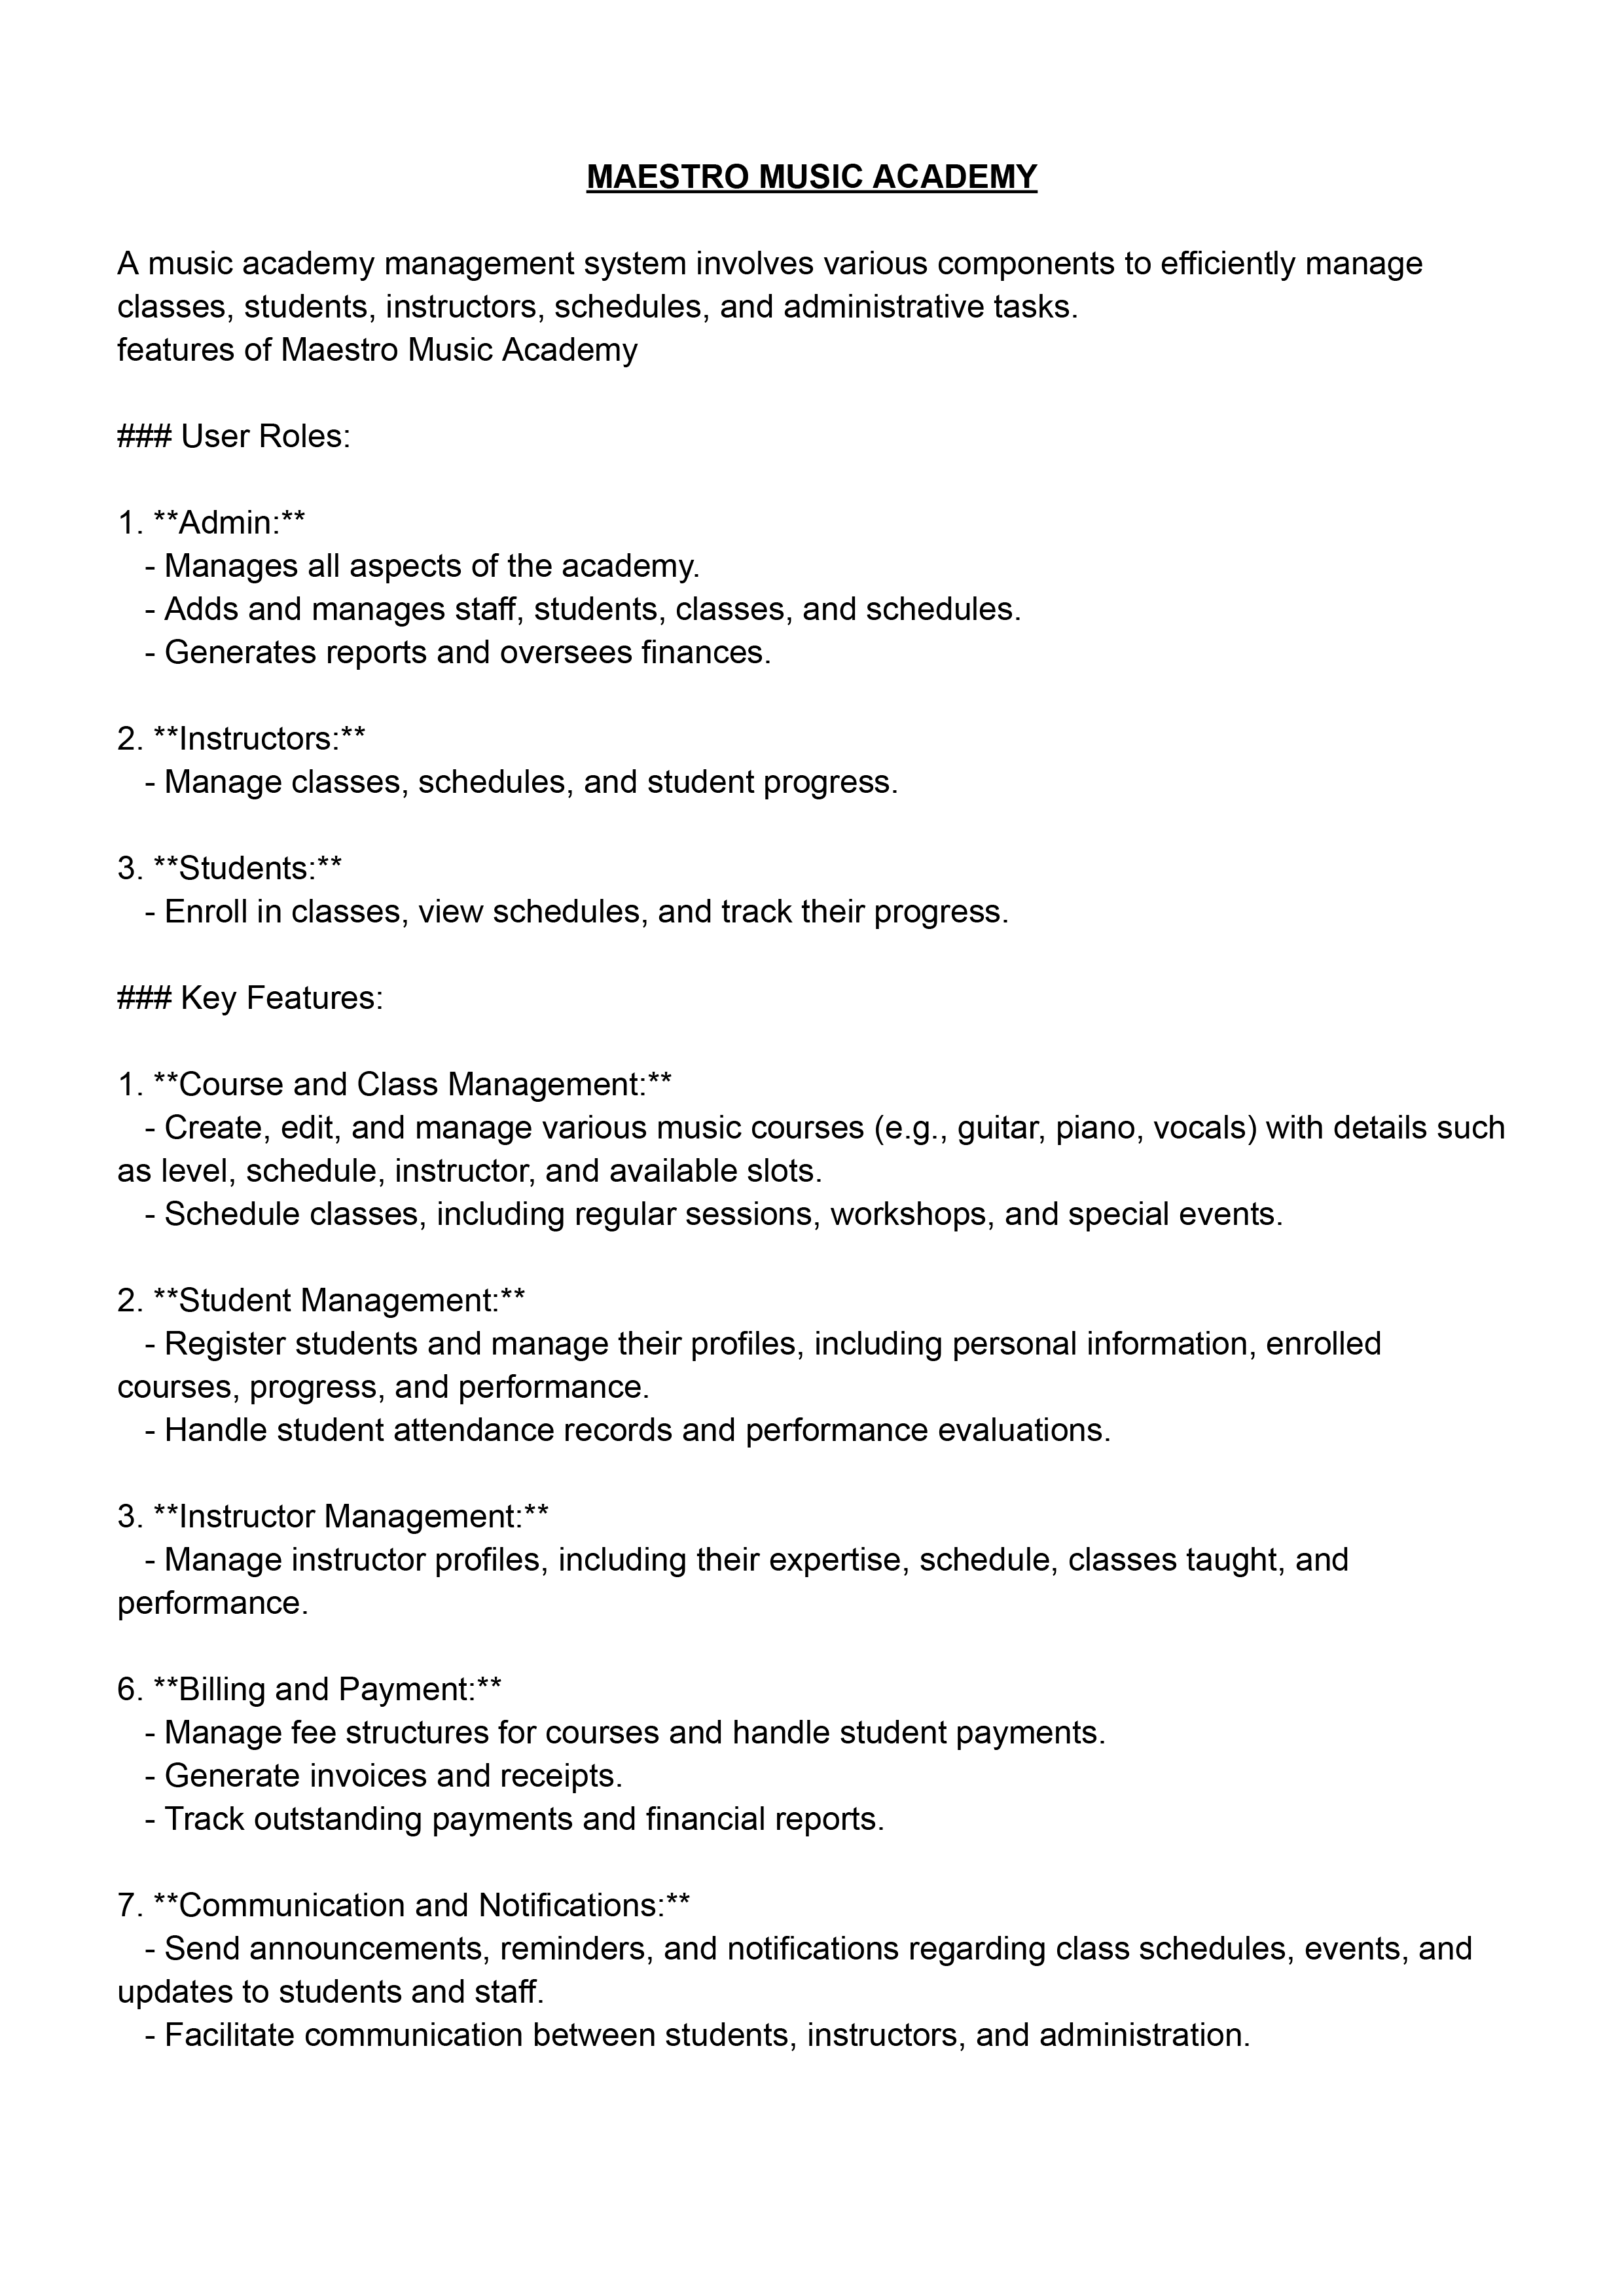 MAESTRO MUSIC ACADEMY
A music academy management system involves various components to efficiently manage
classes, students, instructors, schedules, and administrative tasks.
features of Maestro Music Academy
### User Roles:
1. **Admin:**
- Manages all aspects of the academy.
- Adds and manages staff, students, classes, and schedules.
- Generates reports and oversees finances.
2. **Instructors:**
- Manage classes, schedules, and student progress.
3. **Students:**
- Enroll in classes, view schedules, and track their progress.
### Key Features:
1. **Course and Class Management:**
- Create, edit, and manage various music courses (e.g., guitar, piano, vocals) with details such
as level, schedule, instructor, and available slots.
- Schedule classes, including regular sessions, workshops, and special events.
2. **Student Management:**
- Register students and manage their profiles, including personal information, enrolled
courses, progress, and performance.
- Handle student attendance records and performance evaluations.
3. **Instructor Management:**
- Manage instructor profiles, including their expertise, schedule, classes taught, and
performance.
6. **Billing and Payment:**
- Manage fee structures for courses and handle student payments.
- Generate invoices and receipts.
- Track outstanding payments and financial reports.
7. **Communication and Notifications:**
- Send announcements, reminders, and notifications regarding class schedules, events, and
updates to students and staff.
- Facilitate communication between students, instructors, and administration.